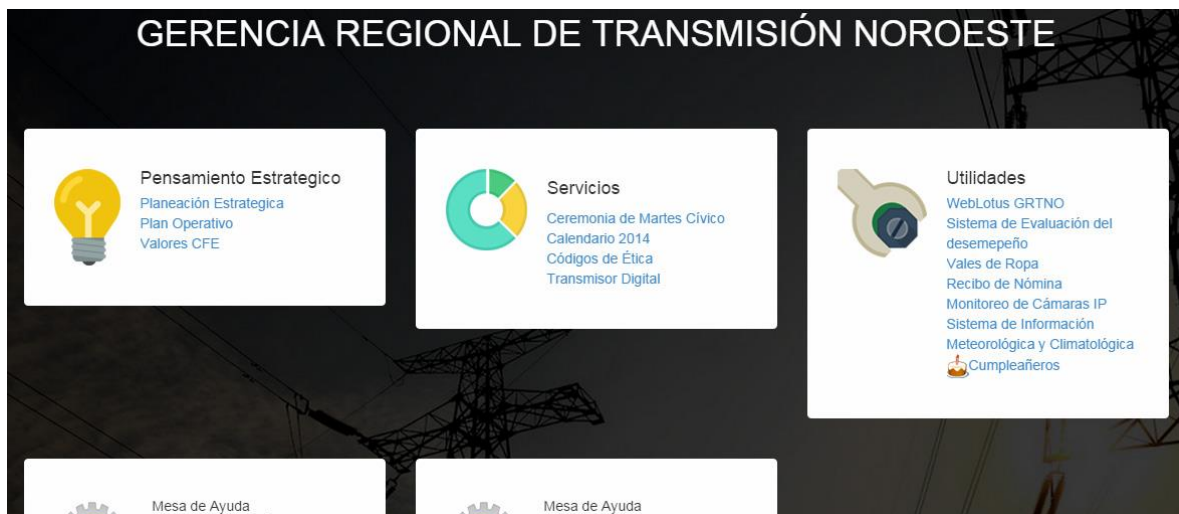 GERENCIA REGIONAL DE TRANSMISIÓN NOROESTE
Pensamiento Estrategico
Planeación Estrategica
Plan Operativo
Valores CFE
Servicios
Ceremonia de Martes Cívico
Calendario 2014
Códigos de Ética
Transmisor Digital
Utilidades
WebLotus GRTNO
Sistema de Evaluación del
desemepeño
Vales de Ropa
Recibo de Nómina
Monitoreo de Cámaras IP
Sistema de Información
Meteorológica y Climatológica
Cumpleañeros
Mesa de Ayuda
Mesa de Ayuda